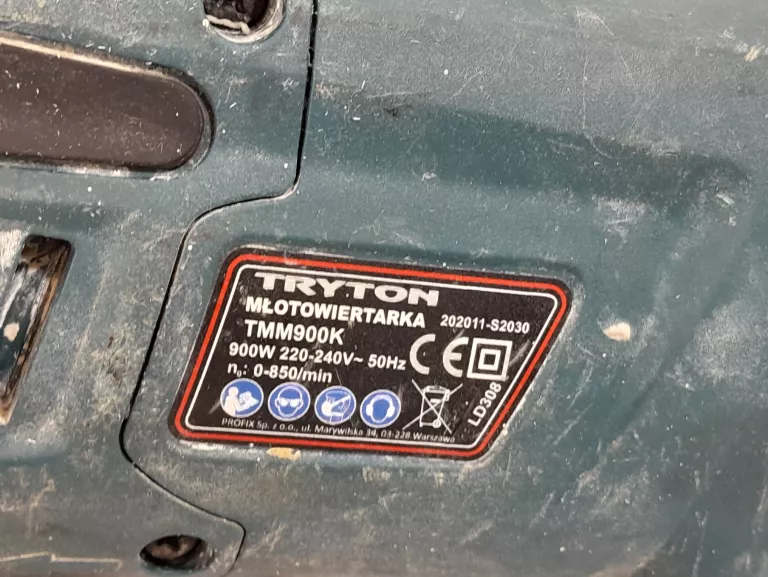 TRYTON
MŁOTOWIERTARKA 202011-S2030
TMM900K
900W 220-240V~ 50Hz CE
n₀: 0-850/min
LD308
PROFIX Sp. z o.o., ul. Marywilska 34, 03-228 Warszawa